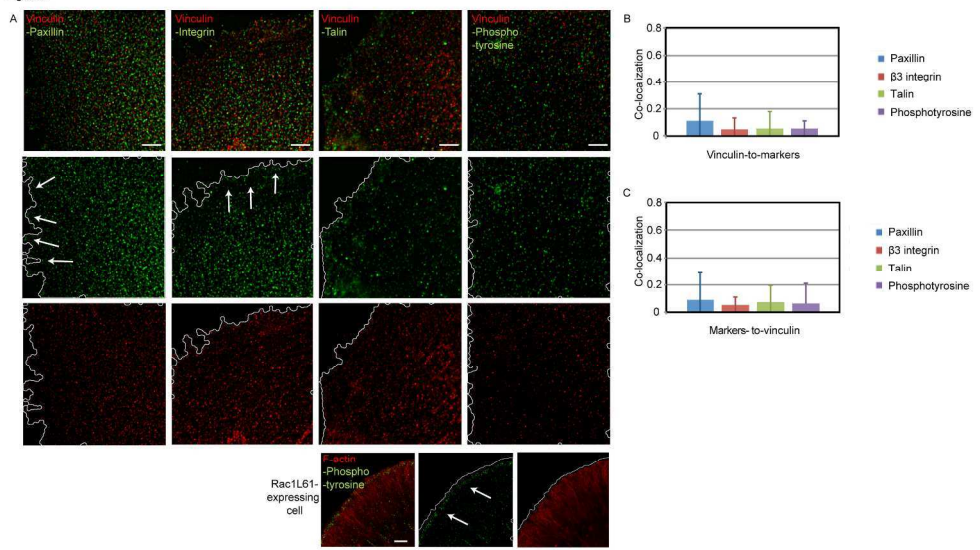 A
Vinculin
-Paxillin
Vinculin
-Integrin
Vinculin
-Talin
Vinculin
-Phospho
tyrosine
Rac1L61-
expressing
cell
F-actin
-Phospho
tyrosine
B
0.8
0.6
0.4
0.2
0
Co-localization
Vinculin-to-markers
Paxillin
β3 integrin
Talin
Phosphotyrosine
C
0.8
0.6
0.4
0.2
0
Co-localization
Markers- to-vinculin
Paxillin
β3 integrin
Talin
Phosphotyrosine